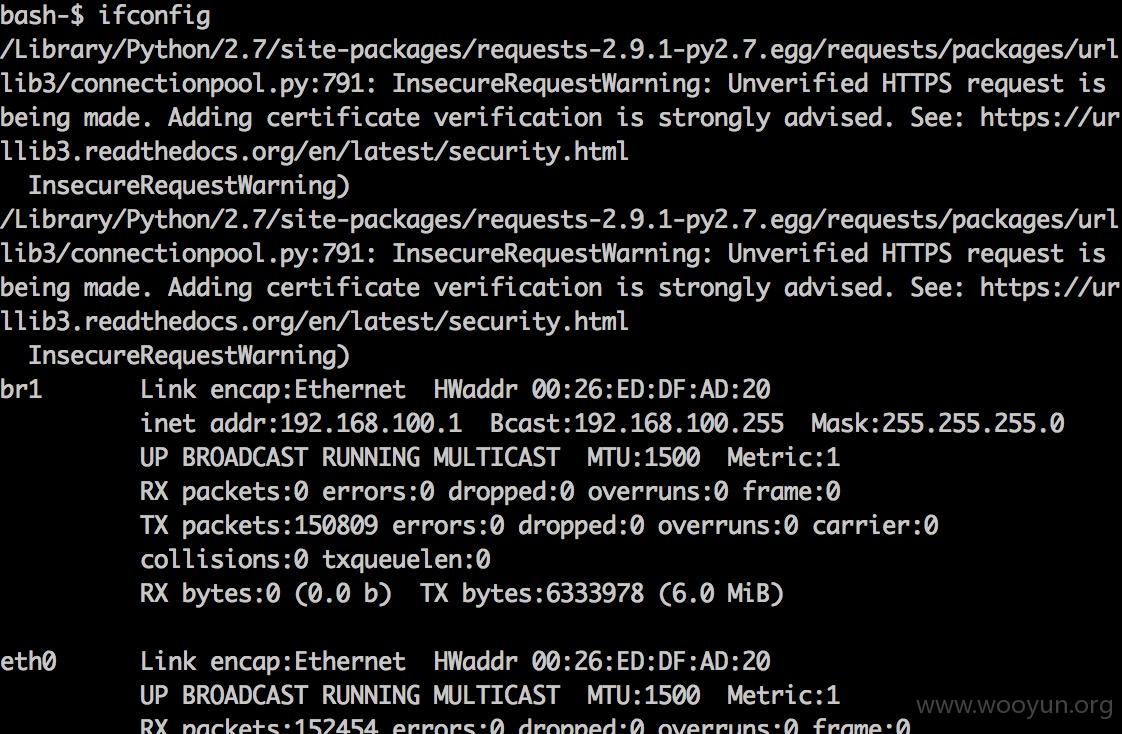 bash-$ ifconfig
/Library/Python/2.7/site-packages/requests-2.9.1-py2.7.egg/requests/packages/url
lib3/connectionpool.py:791: InsecureRequestWarning: Unverified HTTPS request is
being made. Adding certificate verification is strongly advised. See: https://ur
llib3.readthedocs.org/en/latest/security.html
  InsecureRequestWarning)
/Library/Python/2.7/site-packages/requests-2.9.1-py2.7.egg/requests/packages/url
lib3/connectionpool.py:791: InsecureRequestWarning: Unverified HTTPS request is
being made. Adding certificate verification is strongly advised. See: https://ur
llib3.readthedocs.org/en/latest/security.html
  InsecureRequestWarning)
br1       Link encap:Ethernet  HWaddr 00:26:ED:DF:AD:20
          inet addr:192.168.100.1  Bcast:192.168.100.255  Mask:255.255.255.0
          UP BROADCAST RUNNING MULTICAST  MTU:1500  Metric:1
          RX packets:0 errors:0 dropped:0 overruns:0 frame:0
          TX packets:150809 errors:0 dropped:0 overruns:0 carrier:0
          collisions:0 txqueuelen:0
          RX bytes:0 (0.0 b)  TX bytes:6333978 (6.0 MiB)

eth0      Link encap:Ethernet  HWaddr 00:26:ED:DF:AD:20
          UP BROADCAST RUNNING MULTICAST  MTU:1500  Metric:1
          RX packets:152454 errors:0 dropped:0 overruns:0 frame:0
www.wooyun.org